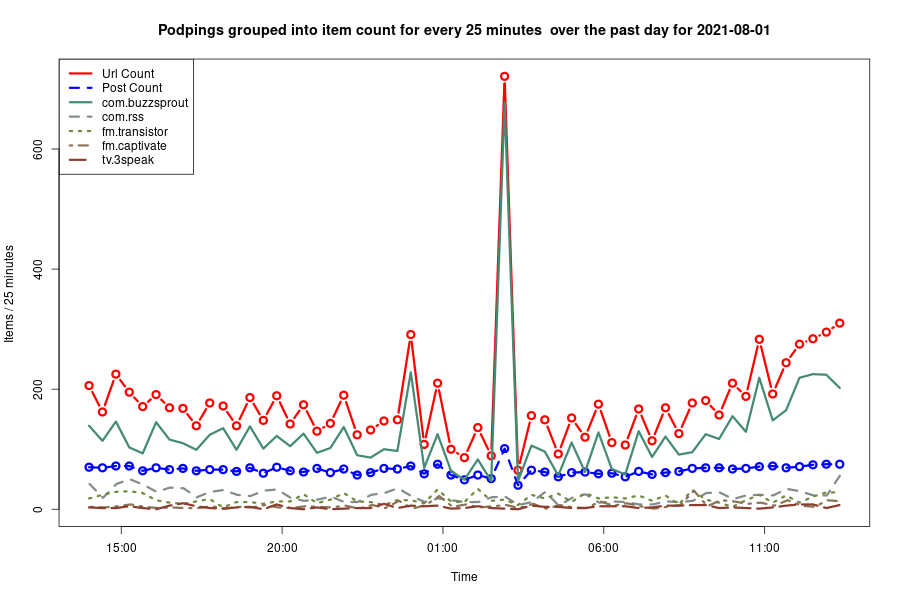 Podpings grouped into item count for every 25 minutes  over the past day for 2021-08-01
Url Count
Post Count
com.buzzsprout
com.rss
fm.transistor
fm.captivate
tv.3speak
Items / 25 minutes
600
400
200
0
15:00 20:00 01:00 06:00 11:00
Time